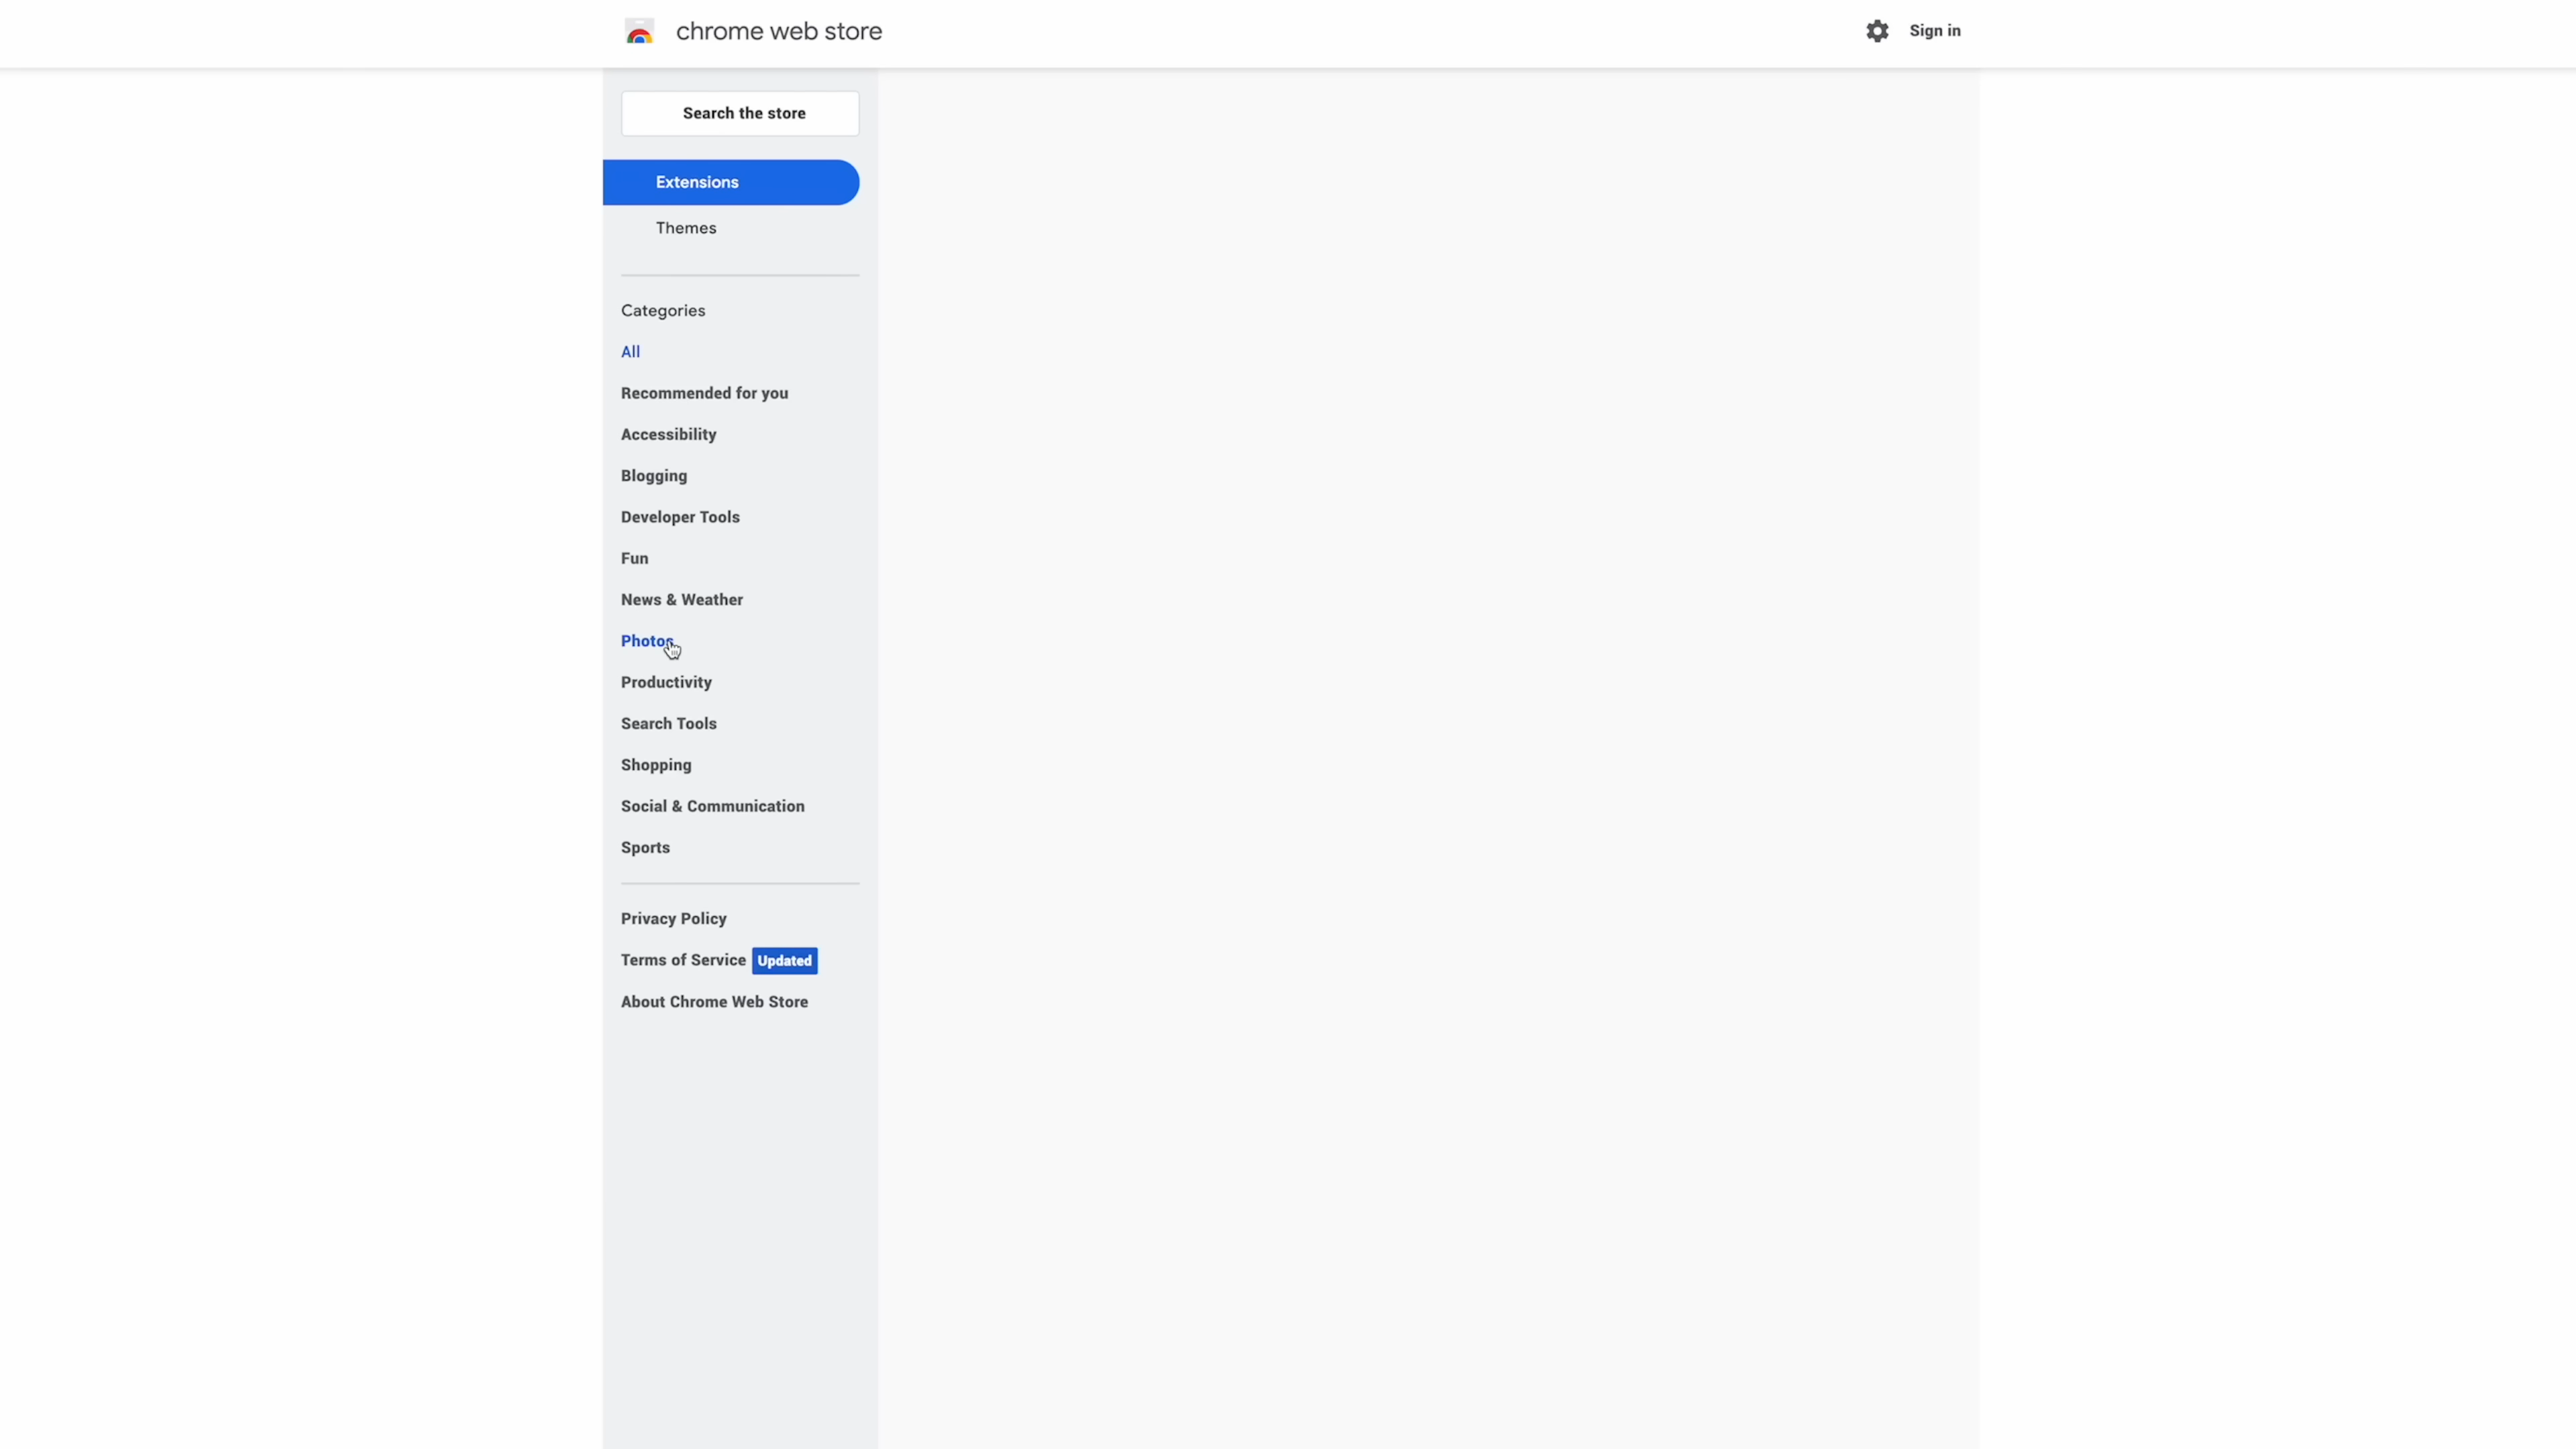 chrome web store
Sign in
Search the store
Extensions
Themes
Categories
All
Recommended for you
Accessibility
Blogging
Developer Tools
Fun
News & Weather
Photos
Productivity
Search Tools
Shopping
Social & Communication
Sports
Privacy Policy
Terms of Service Updated
About Chrome Web Store